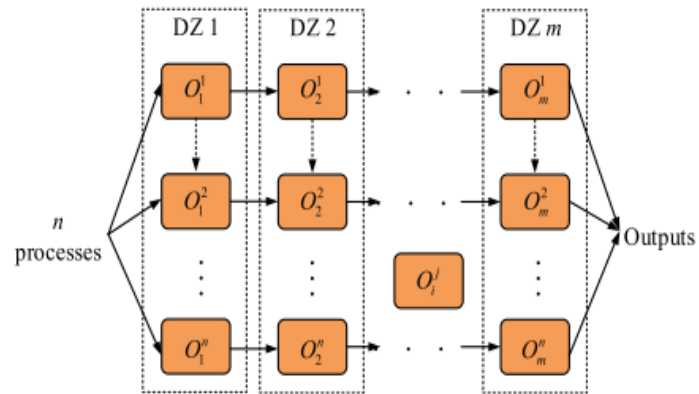 DZ 1 DZ 2 DZ m
O₁¹ O₂¹ · · Oₘ¹
O₁² O₂² · · Oₘ²
n
processes
Outputs
Oᵢʲ
O₁ⁿ O₂ⁿ · · Oₘⁿ